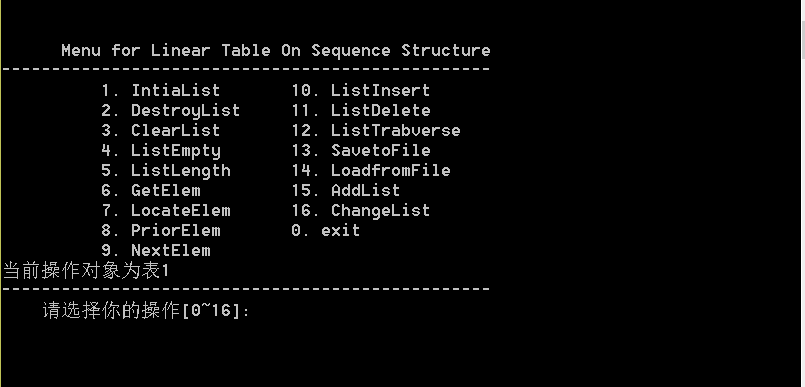 Menu for Linear Table On Sequence Structure
-------------------------------------------------
1. IntiaList 10. ListInsert
2. DestroyList 11. ListDelete
3. ClearList 12. ListTrabverse
4. ListEmpty 13. SavetoFile
5. ListLength 14. LoadfromFile
6. GetElem 15. AddList
7. LocateElem 16. ChangeList
8. PriorElem 0. exit
9. NextElem
当前操作对象为表1
-------------------------------------------------
请选择你的操作[0~16]: